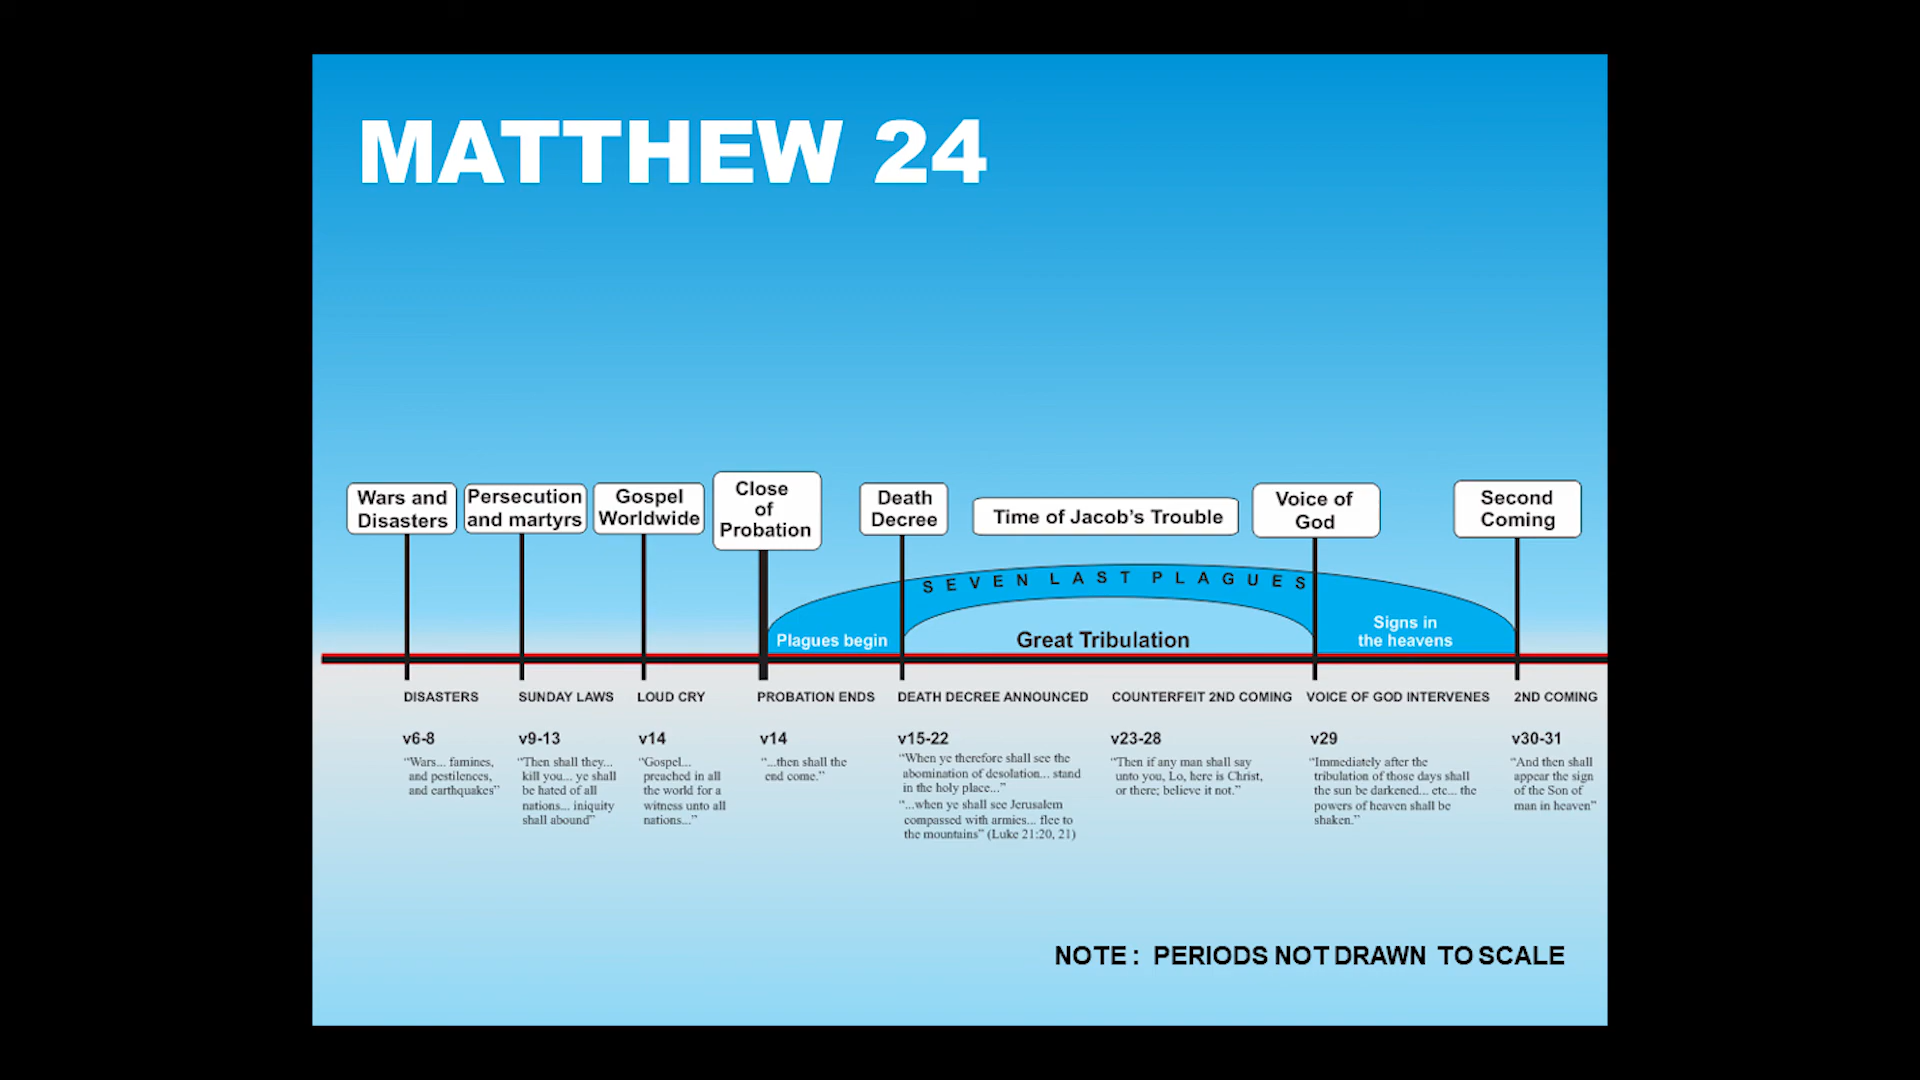 MATTHEW 24
Wars and
Disasters
Persecution
and martyrs
Gospel
Worldwide
Close
of
Probation
Death
Decree
Time of Jacob's Trouble
Voice of
God
Second
Coming
SEVEN LAST PLAGUES
Plagues begin
Great Tribulation
Signs in
the heavens
DISASTERS
v6-8
“Wars... famines,
and pestilences,
and earthquakes”
SUNDAY LAWS
v9-13
“Then shall they...
kill you... ye shall
be hated of all
nations... iniquity
shall abound”
LOUD CRY
v14
“Gospel...
preached in all
the world for a
witness unto all
nations...”
PROBATION ENDS
v14
“...then shall the
end come.”
DEATH DECREE ANNOUNCED
v15-22
“When ye therefore shall see the
abomination of desolation... stand
in the holy place...”
“...when ye shall see Jerusalem
compassed with armies... flee to
the mountains” (Luke 21:20, 21)
COUNTERFEIT 2ND COMING
v23-28
“Then if any man shall say
unto you, Lo, here is Christ,
or there; believe it not.”
VOICE OF GOD INTERVENES
v29
“Immediately after the
tribulation of those days shall
the sun be darkened... etc... the
powers of heaven shall be
shaken.”
2ND COMING
v30-31
“And then shall
appear the sign
of the Son of
man in heaven”
NOTE : PERIODS NOT DRAWN TO SCALE